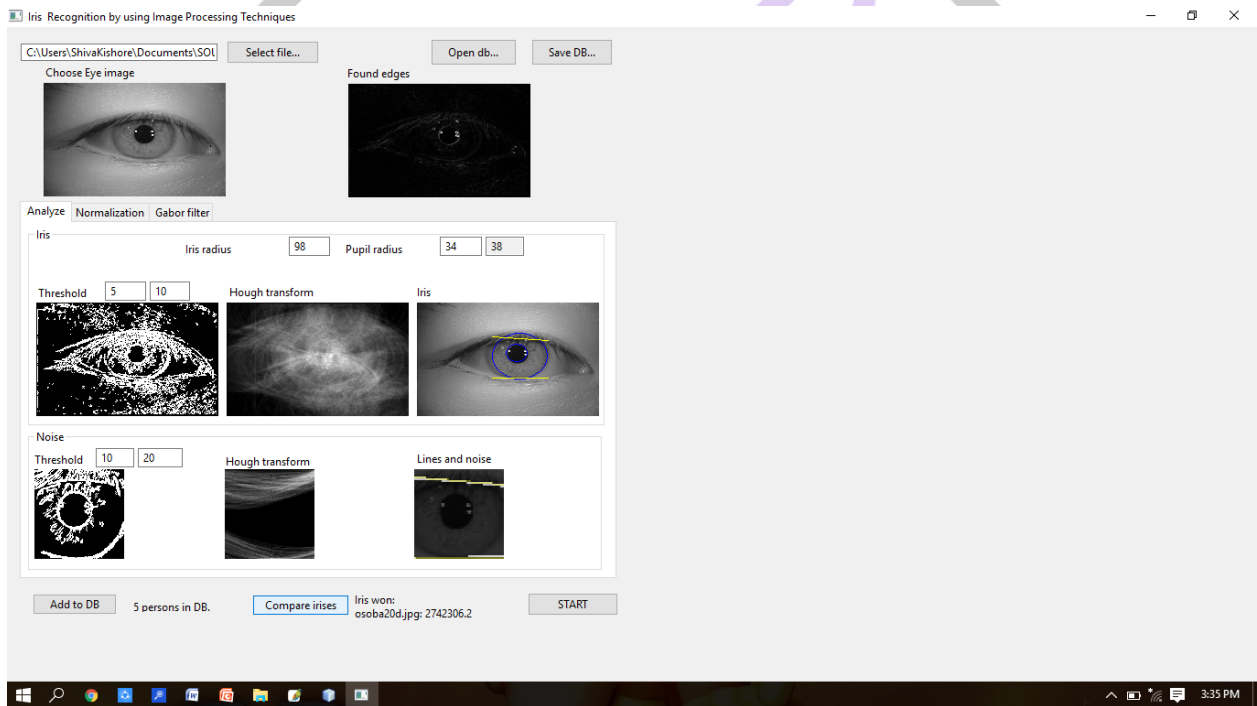 Iris Recognition by using Image Processing Techniques
C:\Users\ShivaKishore\Documents\SOU
Select file...
Open db...
Save DB...
Choose Eye image
Found edges
Analyze
Normalization
Gabor filter
Iris
Iris radius
98
Pupil radius
34
38
Threshold
5
10
Hough transform
Iris
Noise
Threshold
10
20
Hough transform
Lines and noise
Add to DB
5 persons in DB.
Compare irises
Iris won:
osoba20d.jpg: 2742306.2
START
3:35 PM